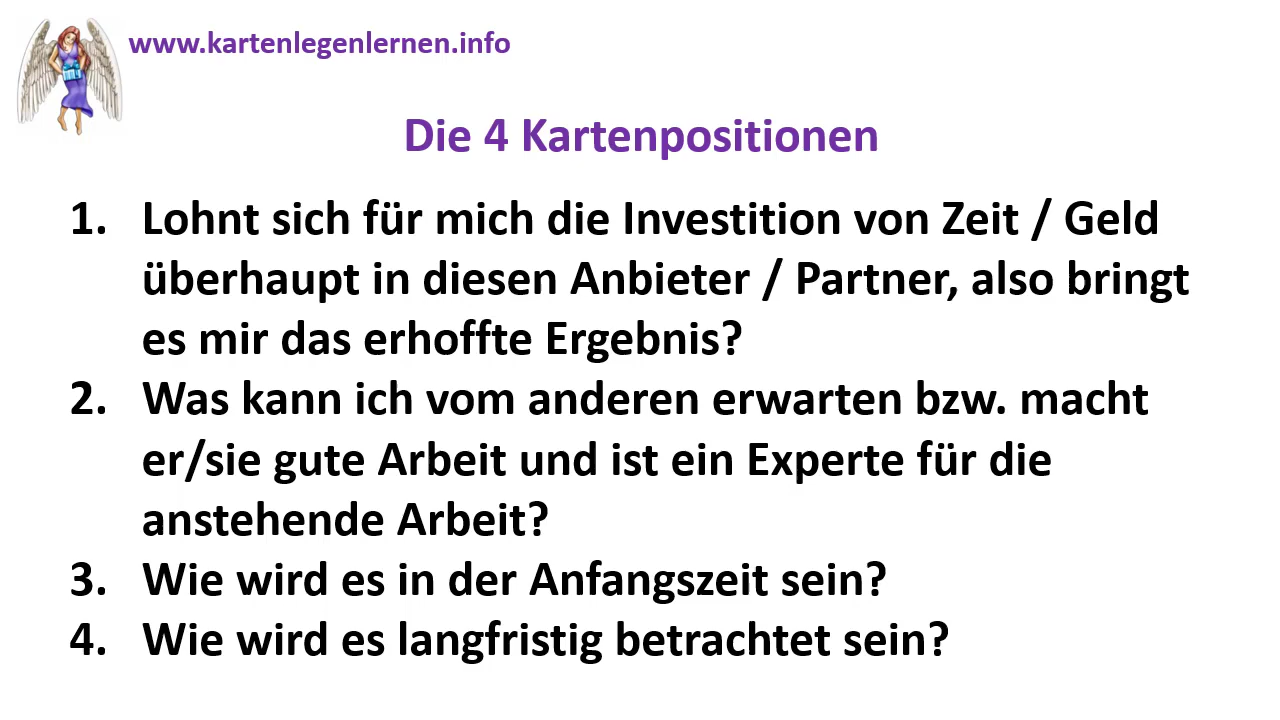 www.kartenlegenlernen.info
Die 4 Kartenpositionen
1. Lohnt sich für mich die Investition von Zeit / Geld
überhaupt in diesen Anbieter / Partner, also bringt
es mir das erhoffte Ergebnis?
2. Was kann ich vom anderen erwarten bzw. macht
er/sie gute Arbeit und ist ein Experte für die
anstehende Arbeit?
3. Wie wird es in der Anfangszeit sein?
4. Wie wird es langfristig betrachtet sein?